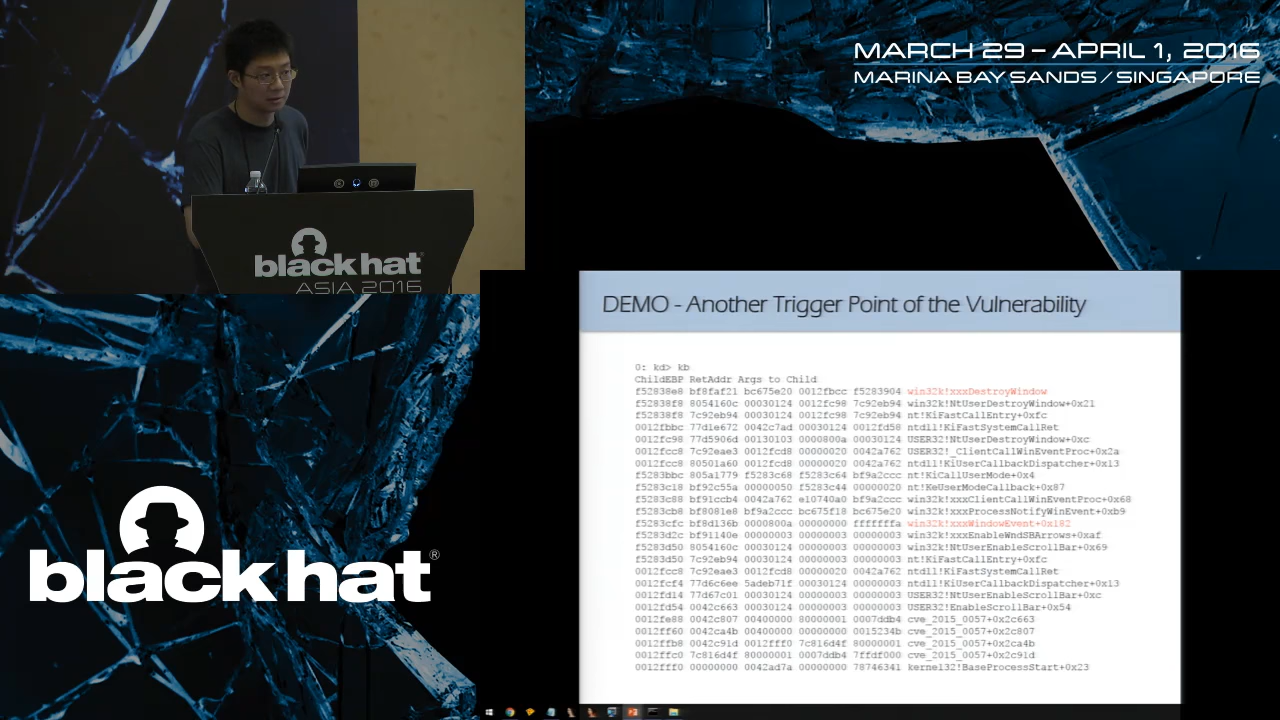 MARCH 29 – APRIL 1, 2016
MARINA BAY SANDS / SINGAPORE
black hat®
ASIA 2016
DEMO - Another Trigger Point of the Vulnerability
0: kd> kb
ChildEBP RetAddr Args to Child
f52838e8 bf8faf21 bc675e20 0012fbcc f5283904 win32k!xxxDestroyWindow
f52838f8 8054160c 00030124 0012fc98 7c92eb94 win32k!NtUserDestroyWindow+0x21
f52838f8 7c92eb94 00030124 0012fc98 7c92eb94 nt!KiFastCallEntry+0xfc
0012fbbc 77d1e672 0042c7ad 00030124 0012fd58 ntdll!KiFastSystemCallRet
0012fc98 77d5906d 00130103 0000800a 00030124 USER32!NtUserDestroyWindow+0xc
0012fcc8 7c92eae3 0012fcd8 00000020 0042a762 USER32!_ClientCallWinEventProc+0x2a
0012fcc8 80501a60 0012fcd8 00000020 0042a762 ntdll!KiUserCallbackDispatcher+0x13
f5283bbc 805a1779 f5283c68 f5283c64 bf9a2ccc nt!KiCallUserMode+0x4
f5283c18 bf92c55a 00000050 f5283c44 00000020 nt!KeUserModeCallback+0x87
f5283c88 bf91ccb4 0042a762 e10740a0 bf9a2ccc win32k!xxxClientCallWinEventProc+0x68
f5283cb8 bf8081e8 bf9a2ccc bc675f18 bc675e20 win32k!xxxProcessNotifyWinEvent+0xb9
f5283cfc bf8d136b 0000800a 00000000 fffffffa win32k!xxxWindowEvent+0x182
f5283d2c bf91140e 00000003 00000003 00000000 win32k!xxxEnableWndSBArrows+0xaf
f5283d50 8054160c 00030124 00000003 00000003 win32k!NtUserEnableScrollBar+0x69
f5283d50 7c92eb94 00030124 00000003 00000003 nt!KiFastCallEntry+0xfc
0012fcc8 7c92eae3 0012fcd8 00000020 0042a762 ntdll!KiFastSystemCallRet
0012fcf4 77d6c6ee 5adeb71f 00030124 00000003 ntdll!KiUserCallbackDispatcher+0x13
0012fd14 77d67c01 00030124 00000003 00000003 USER32!NtUserEnableScrollBar+0xc
0012fd54 0042c663 00030124 00000003 00000003 USER32!EnableScrollBar+0x54
0012fe88 0042c807 00400000 80000001 0007ddb4 cve_2015_0057+0x2c663
0012ff60 0042ca4b 00400000 00000000 0015234b cve_2015_0057+0x2c807
0012ffb8 0042c91d 0012fff0 7c816d4f 80000001 cve_2015_0057+0x2ca4b
0012ffc0 7c816d4f 80000001 0007ddb4 7ffdf000 cve_2015_0057+0x2c91d
0012fff0 00000000 0042ad7a 00000000 78746341 kernel32!BaseProcessStart+0x23
black hat®